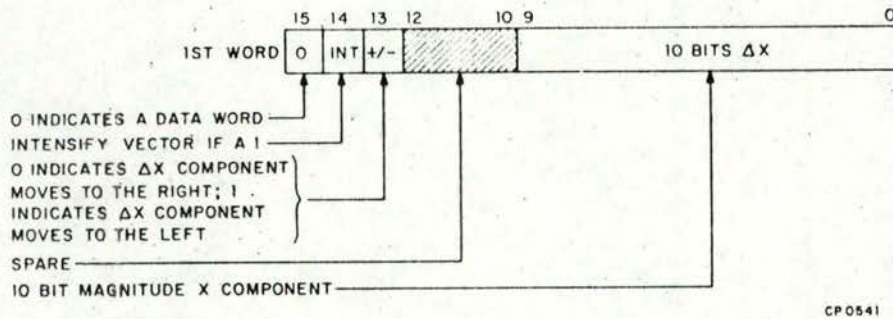 15 14 13 12 10 9 0
1ST WORD 0 INT +/- 10 BITS ΔX
0 INDICATES A DATA WORD
INTENSIFY VECTOR IF A 1
0 INDICATES ΔX COMPONENT
MOVES TO THE RIGHT; 1
INDICATES ΔX COMPONENT
MOVES TO THE LEFT
SPARE
10 BIT MAGNITUDE X COMPONENT
CP0541